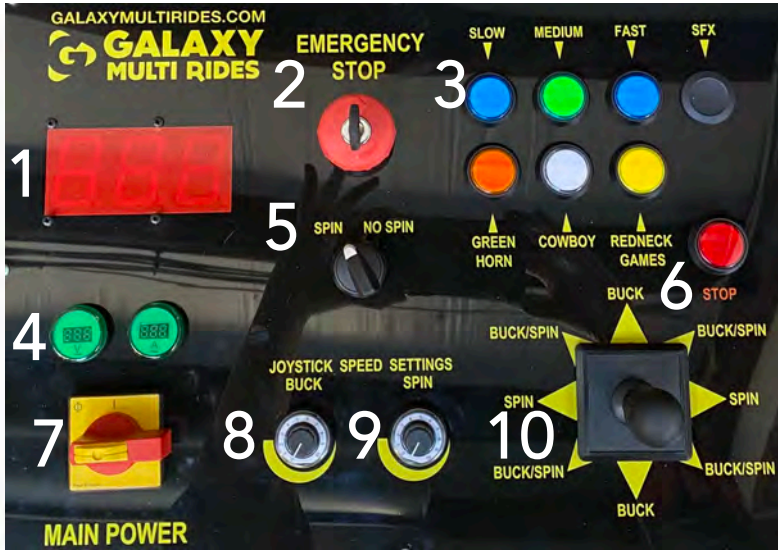 GALAXYMULTIRIDES.COM
GALAXY
MULTI RIDES
EMERGENCY
STOP
SLOW MEDIUM FAST SFX
1
2
3
GREEN
HORN
COWBOY
REDNECK
GAMES
4
5
SPIN NO SPIN
6
STOP
7
MAIN POWER
JOYSTICK SPEED SETTINGS
BUCK SPIN
8
9
10
BUCK
BUCK/SPIN BUCK/SPIN
SPIN SPIN
BUCK/SPIN BUCK/SPIN
BUCK